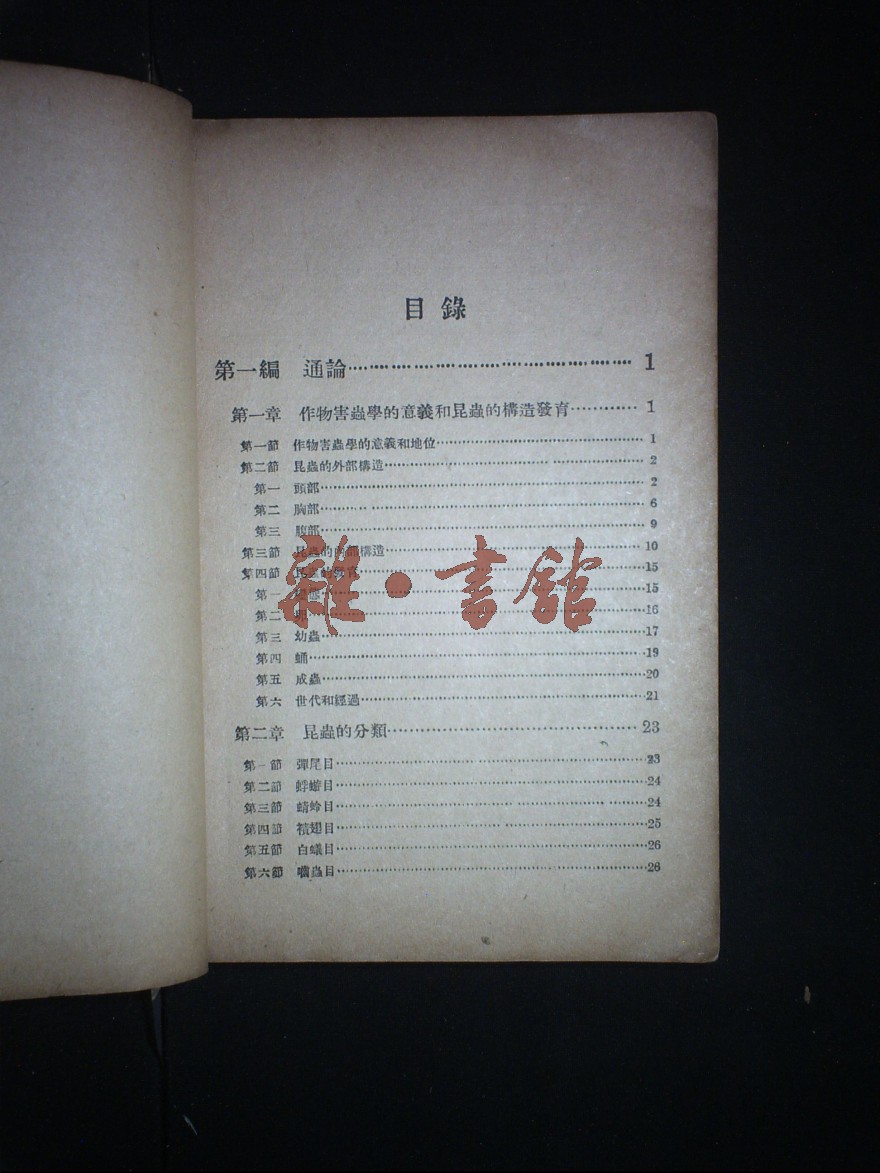 目錄
第一編 通論 1
第一章 作物害蟲學的意義和昆蟲的構造發育 1
第一節 作物害蟲學的意義和地位 1
第二節 昆蟲的外部構造 2
第一 頭部 2
第二 胸部 6
第三 腹部 9
第三節 昆蟲的內部構造 10
第四節 昆蟲的發育 15
第一 15
第二 卵 16
第三 幼蟲 17
第四 蛹 19
第五 成蟲 20
第六 世代和經過 21
第二章 昆蟲的分類 23
第一節 彈尾目 23
第二節 蜉蝣目 24
第三節 蜻蛉目 24
第四節 𧙗翅目 25
第五節 白蟻目 26
第六節 嚙蟲目 26
雜·書館